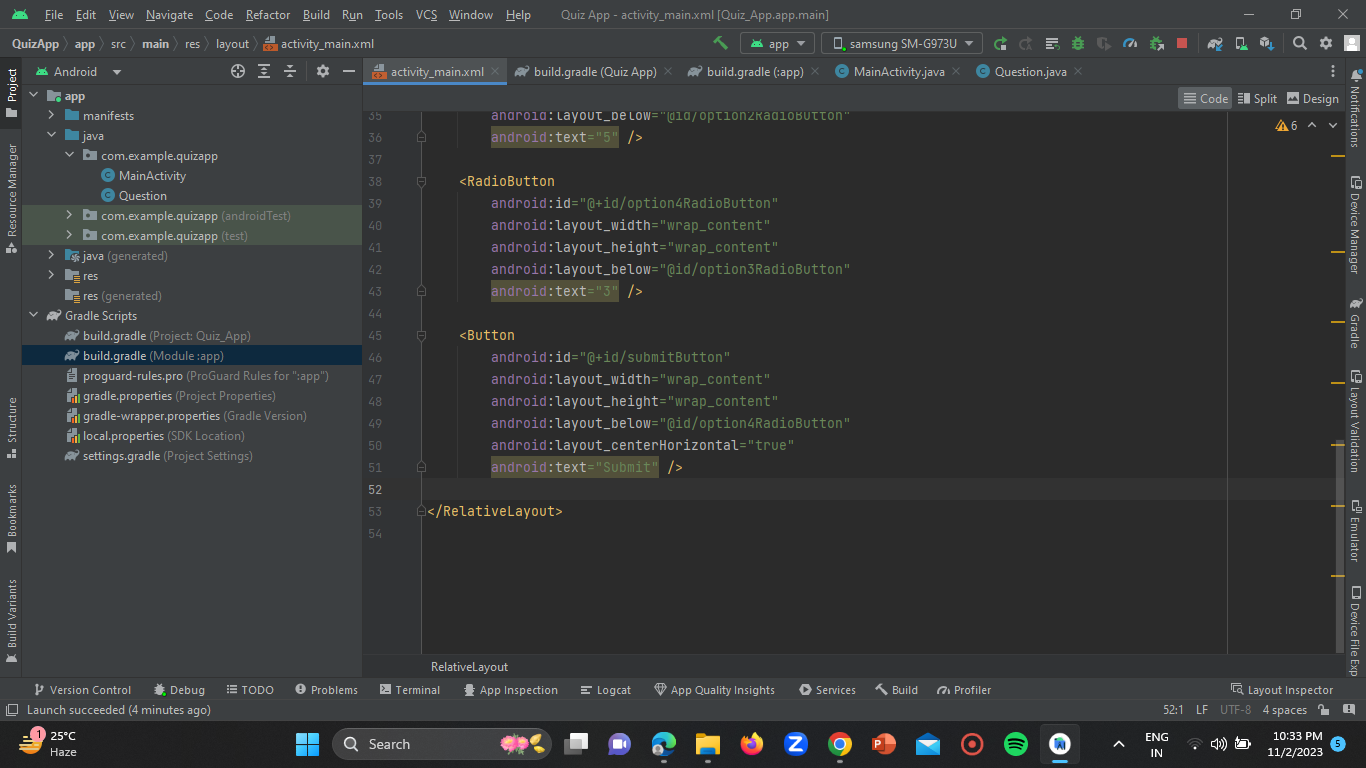 File Edit View Navigate Code Refactor Build Run Tools VCS Window Help Quiz App - activity_main.xml [Quiz_App.app.main]
QuizApp app src main res layout activity_main.xml app samsung SM-G973U
Project
Resource Manager
Structure
Bookmarks
Build Variants
Android
app
manifests
java
com.example.quizapp
MainActivity
Question
com.example.quizapp (androidTest)
com.example.quizapp (test)
java (generated)
res
res (generated)
Gradle Scripts
build.gradle (Project: Quiz_App)
build.gradle (Module :app)
proguard-rules.pro (ProGuard Rules for ":app")
gradle.properties (Project Properties)
gradle-wrapper.properties (Gradle Version)
local.properties (SDK Location)
settings.gradle (Project Settings)
activity_main.xml build.gradle (Quiz App) build.gradle (:app) MainActivity.java Question.java
Code Split Design
6
35 android:layout_below="@id/option2RadioButton"
36 android:text="5" />
37
38 <RadioButton
39 android:id="@+id/option4RadioButton"
40 android:layout_width="wrap_content"
41 android:layout_height="wrap_content"
42 android:layout_below="@id/option3RadioButton"
43 android:text="3" />
44
45 <Button
46 android:id="@+id/submitButton"
47 android:layout_width="wrap_content"
48 android:layout_height="wrap_content"
49 android:layout_below="@id/option4RadioButton"
50 android:layout_centerHorizontal="true"
51 android:text="Submit" />
52
53 </RelativeLayout>
54
RelativeLayout
Notifications
Device Manager
Gradle
Layout Validation
Emulator
Device File Exp
Version Control Debug TODO Problems Terminal App Inspection Logcat App Quality Insights Services Build Profiler Layout Inspector
Launch succeeded (4 minutes ago) 52:1 LF UTF-8 4 spaces
1
25°C
Haze
Search
ENG
IN
10:33 PM
11/2/2023
5